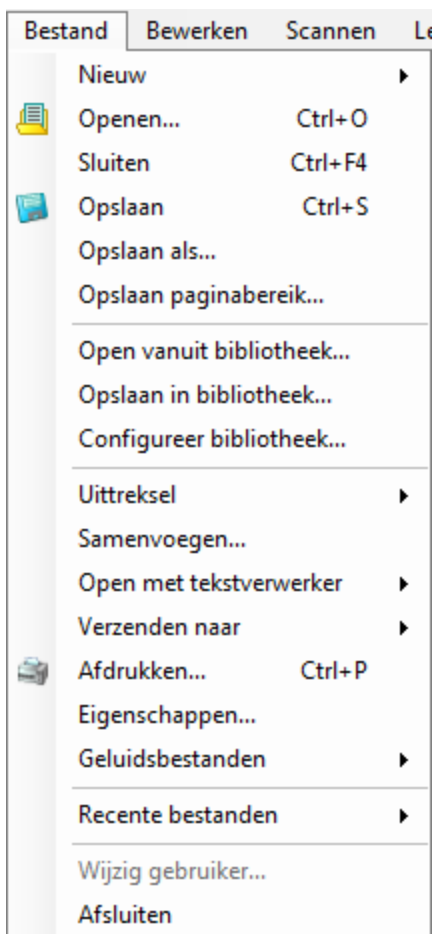 Bestand Bewerken Scannen
Nieuw
Openen... Ctrl+O
Sluiten Ctrl+F4
Opslaan Ctrl+S
Opslaan als...
Opslaan paginabereik...
Open vanuit bibliotheek...
Opslaan in bibliotheek...
Configureer bibliotheek...
Uittreksel
Samenvoegen...
Open met tekstverwerker
Verzenden naar
Afdrukken... Ctrl+P
Eigenschappen...
Geluidsbestanden
Recente bestanden
Wijzig gebruiker...
Afsluiten